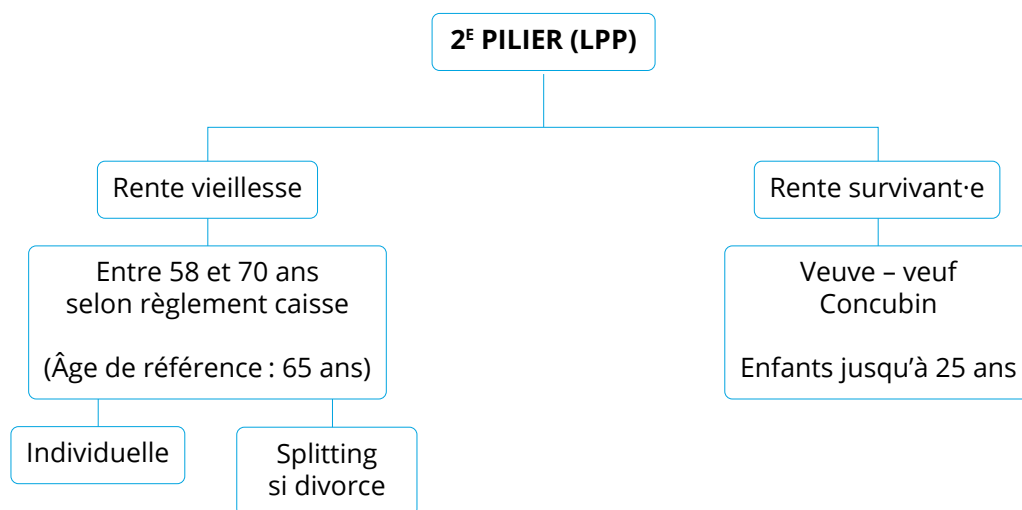 2E PILIER (LPP)
Rente vieillesse
Rente survivant·e
Entre 58 et 70 ans
selon règlement caisse
(Âge de référence : 65 ans)
Veuve – veuf
Concubin
Enfants jusqu’à 25 ans
Individuelle
Splitting
si divorce